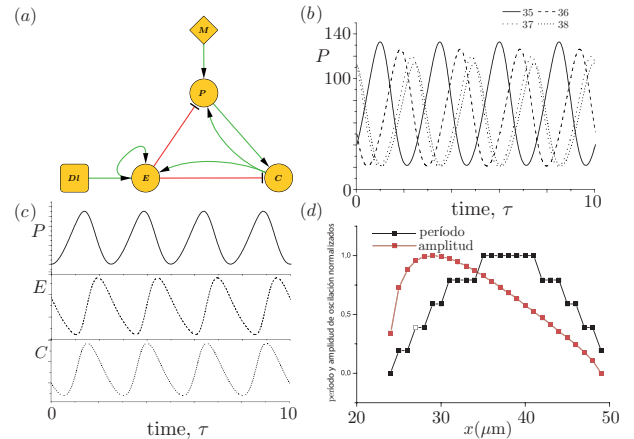 (a)
M
P
Dl
E
C
(b)
35 36
37 38
P
140
100
0
0
time, τ
10
(c)
P
E
C
0
time, τ
10
(d)
período
amplitud
período y amplitud de oscilación normalizados
1,0
0,5
0,0
20
30
40
50
x(μm)